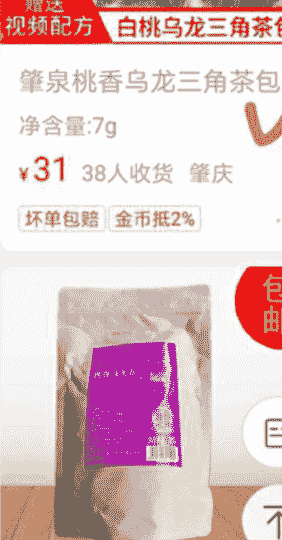 赠送
视频配方
白桃乌龙三角茶包
肇泉桃香乌龙三角茶包
净含量:7g
¥31 38人收货 肇庆
坏单包赔 金币抵2%
包
邮